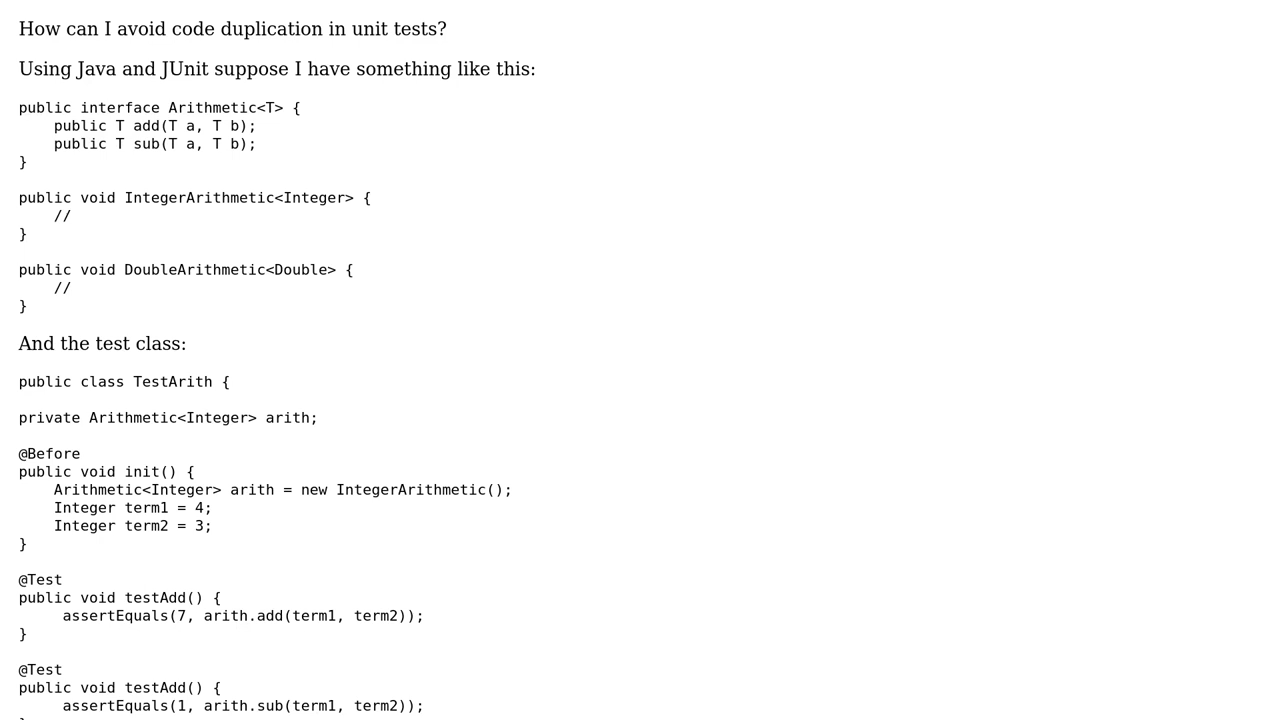 How can I avoid code duplication in unit tests?
Using Java and JUnit suppose I have something like this:
public interface Arithmetic<T> {
    public T add(T a, T b);
    public T sub(T a, T b);
}
public void IntegerArithmetic<Integer> {
    //
}
public void DoubleArithmetic<Double> {
    //
}
And the test class:
public class TestArith {
private Arithmetic<Integer> arith;
@Before
public void init() {
    Arithmetic<Integer> arith = new IntegerArithmetic();
    Integer term1 = 4;
    Integer term2 = 3;
}
@Test
public void testAdd() {
     assertEquals(7, arith.add(term1, term2));
}
@Test
public void testAdd() {
     assertEquals(1, arith.sub(term1, term2));
}